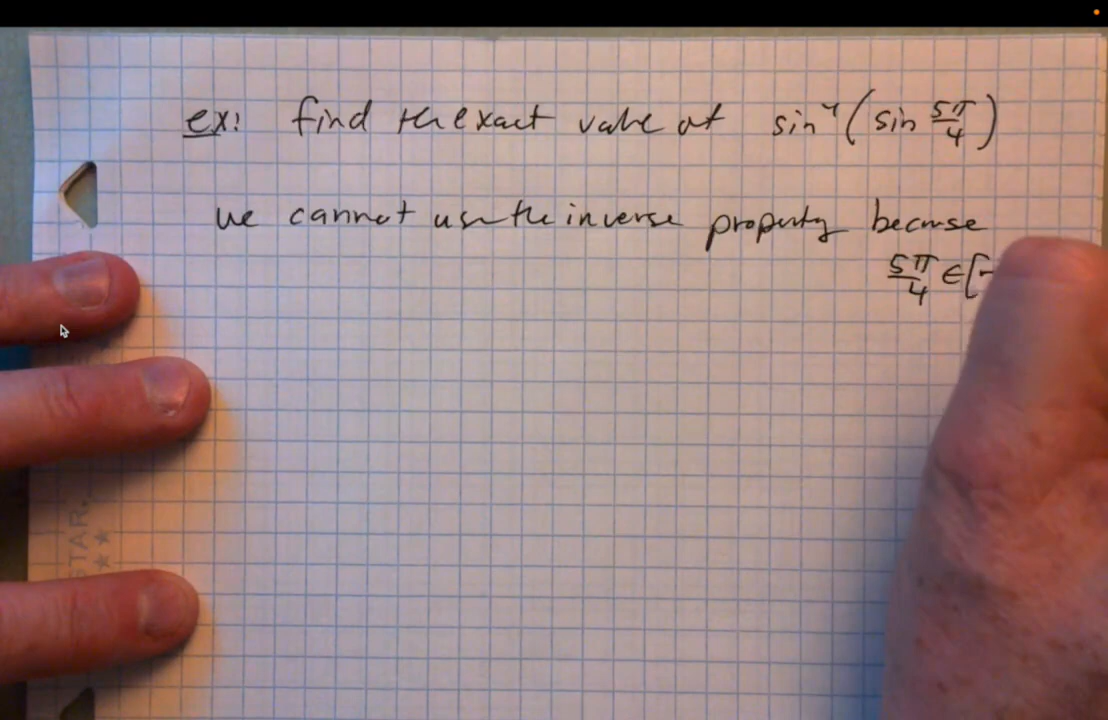 ex: find the exact value of sin⁻¹(sin 5π/4)
we cannot use the inverse property because
5π/4 ∈ [-
STAR.